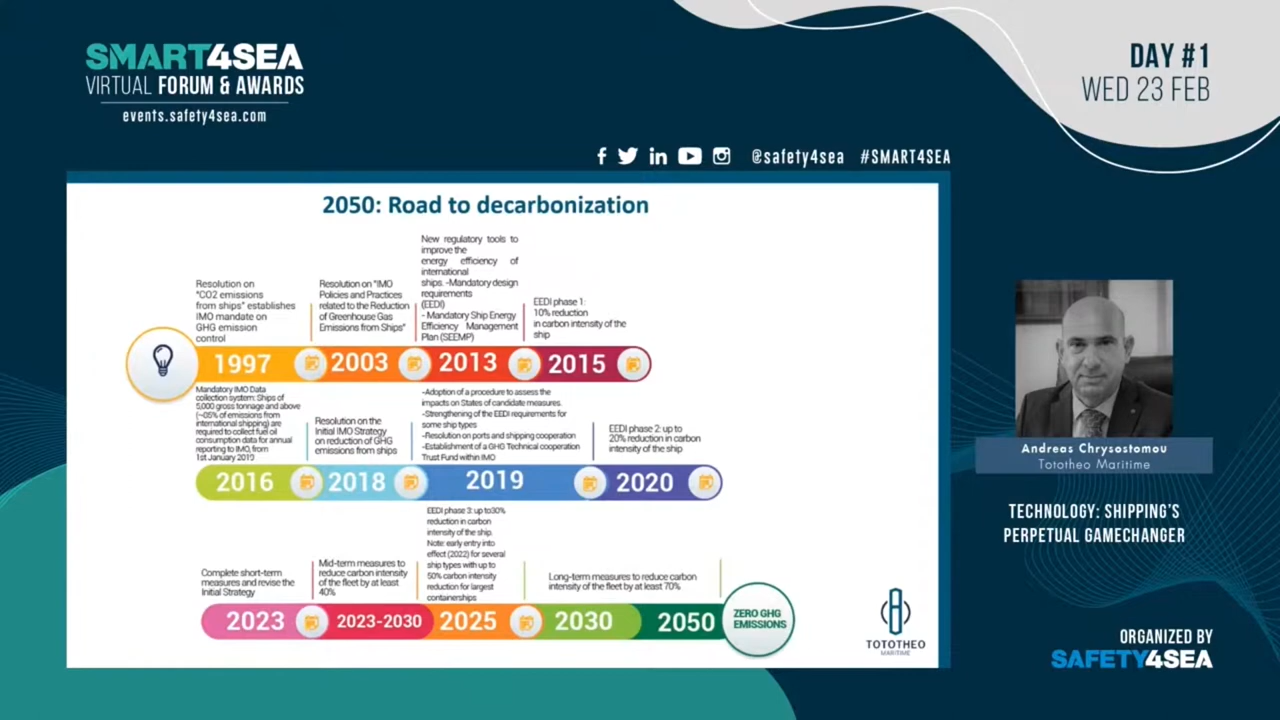 SMART4SEA
VIRTUAL FORUM & AWARDS
events.safety4sea.com
DAY #1
WED 23 FEB
@safety4sea #SMART4SEA
2050: Road to decarbonization
Resolution on
"CO2 emissions
from ships" establishes
IMO mandate on
GHG emission
control
Resolution on "IMO
Policies and Practices
related to the Reduction
of Greenhouse Gas
Emissions from Ships"
New regulatory tools to
improve the
energy efficiency of
international
ships. -Mandatory design
requirements
(EEDI)
- Mandatory Ship Energy
Efficiency Management
Plan (SEEMP)
EEDI phase 1:
10% reduction
in carbon intensity of the
ship
1997
2003
2013
2015
Mandatory IMO Data
collection system: Ships of
5,000 gross tonnage and above
(~85% of emissions from
international shipping) are
required to collect fuel oil
consumption data for annual
reporting to IMO, from
1st January 2019
Resolution on the
Initial IMO Strategy
on reduction of GHG
emissions from ships
-Adoption of a procedure to assess the
impacts on States of candidate measures.
-Strengthening of the EEDI requirements for
some ship types
-Resolution on ports and shipping cooperation
-Establishment of a GHG Technical cooperation
Trust Fund within IMO
EEDI phase 2: up to
20% reduction in carbon
intensity of the ship
2016
2018
2019
2020
Complete short-term
measures and revise the
Initial Strategy
Mid-term measures to
reduce carbon intensity
of the fleet by at least
40%
EEDI phase 3: up to30%
reduction in carbon
intensity of the ship.
Note: early entry into
effect (2022) for several
ship types with up to
50% carbon intensity
reduction for largest
containerships
Long-term measures to reduce carbon
intensity of the fleet by at least 70%
2023
2023-2030
2025
2030
2050
ZERO GHG
EMISSIONS
TOTOTHEO
MARITIME
Andreas Chrysostomou
Tototheo Maritime
TECHNOLOGY: SHIPPING'S
PERPETUAL GAMECHANGER
ORGANIZED BY
SAFETY4SEA